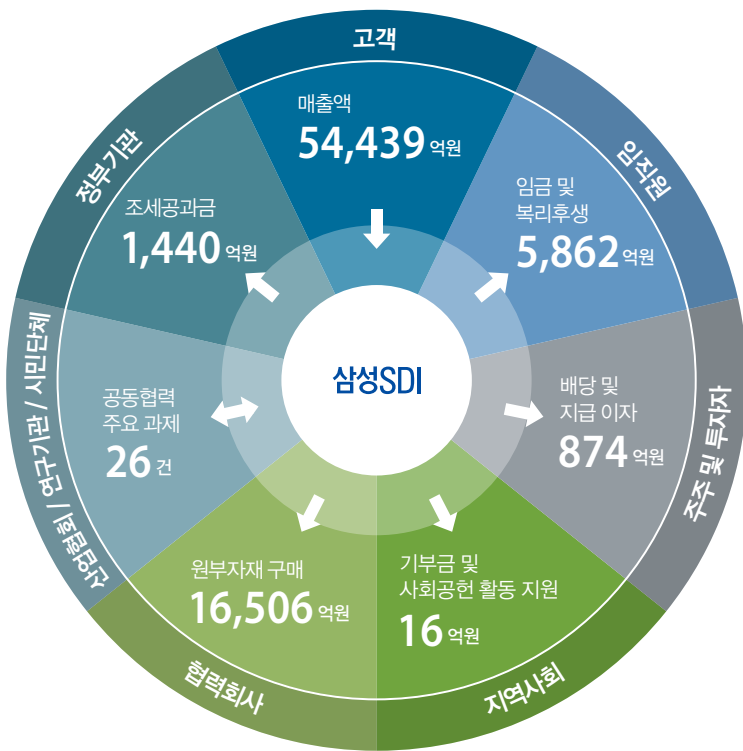 고객
매출액
54,439 억원
임직원
임금 및
복리후생
5,862 억원
주주 및 투자자
배당 및
지급 이자
874 억원
지역사회
기부금 및
사회공헌 활동 지원
16 억원
협력회사
원부자재 구매
16,506 억원
산업협회 / 연구기관 / 시민단체
공동협력
주요 과제
26 건
정부기관
조세공과금
1,440 억원
삼성SDI